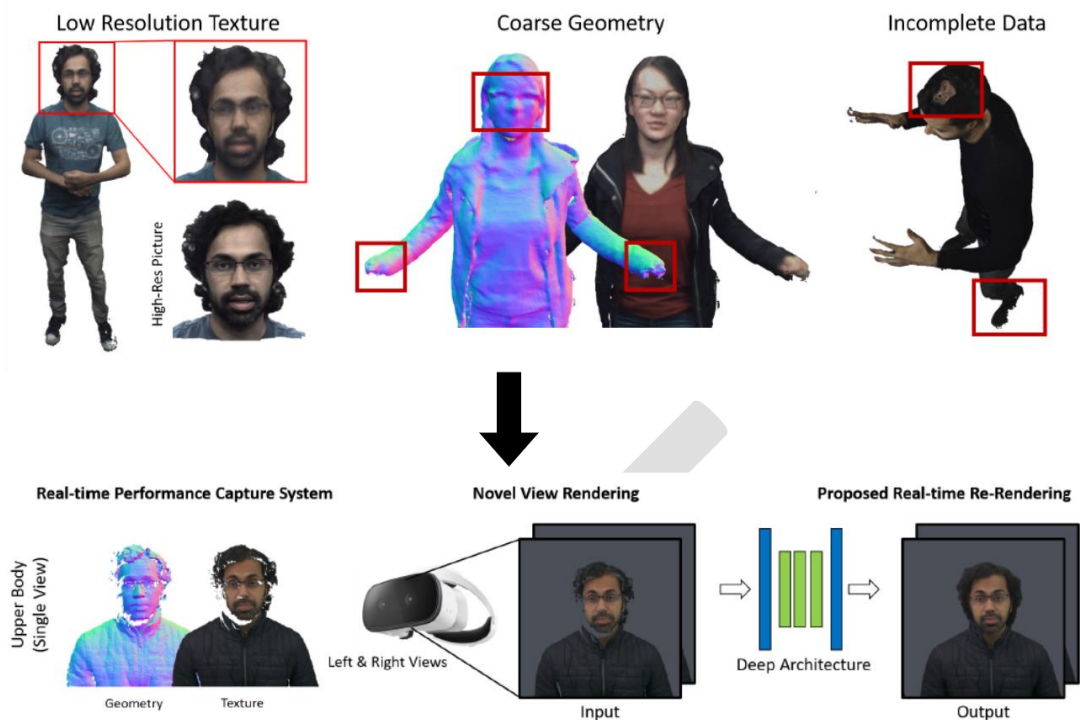 Low Resolution Texture
Coarse Geometry
Incomplete Data
High-Res Picture
Real-time Performance Capture System
Novel View Rendering
Proposed Real-time Re-Rendering
Upper Body
(Single View)
Left & Right Views
Deep Architecture
Geometry
Texture
Input
Output